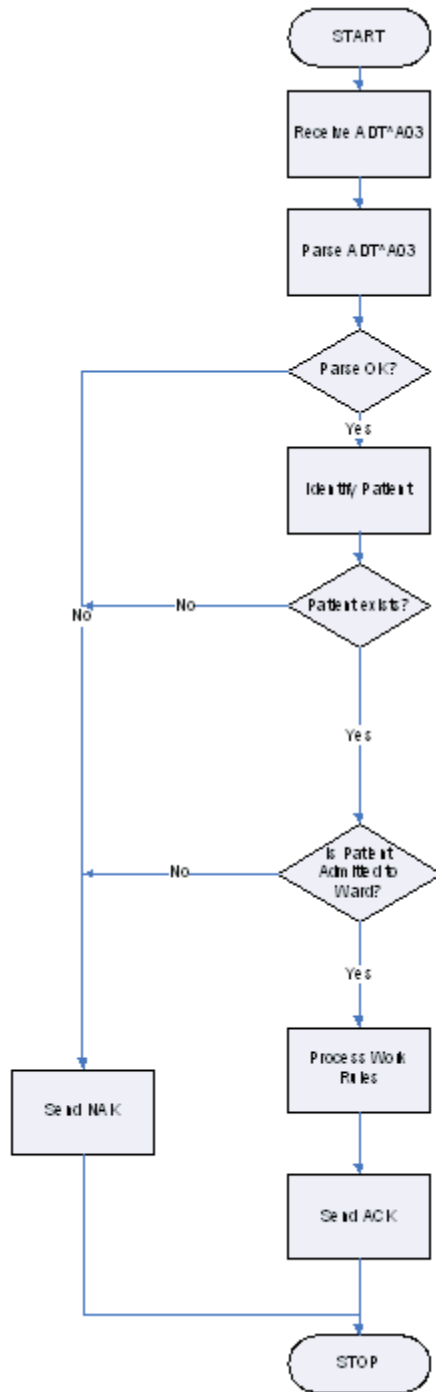 START
Receive ADT^A03
Parse ADT^A03
Parse OK?
Yes
Identify Patient
Patient exists?
No
No
Yes
Is Patient
Admitted to
Ward?
No
Yes
Process Work
Rules
Send NAK
Send ACK
STOP